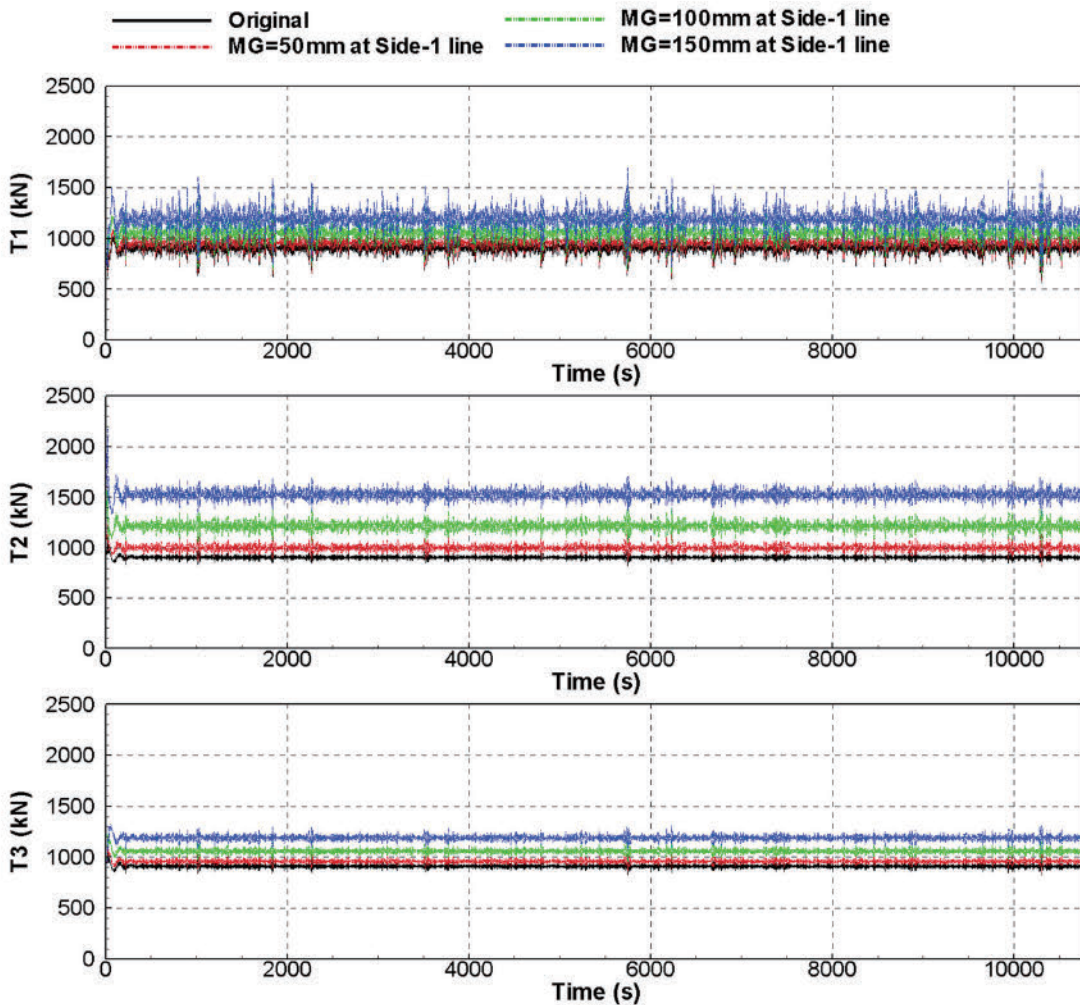 Original
MG=50mm at Side-1 line
MG=100mm at Side-1 line
MG=150mm at Side-1 line
2500
2000
1500
1000
500
0
T1 (kN)
0 2000 4000 6000 8000 10000
Time (s)
2500
2000
1500
1000
500
0
T2 (kN)
0 2000 4000 6000 8000 10000
Time (s)
2500
2000
1500
1000
500
0
T3 (kN)
0 2000 4000 6000 8000 10000
Time (s)